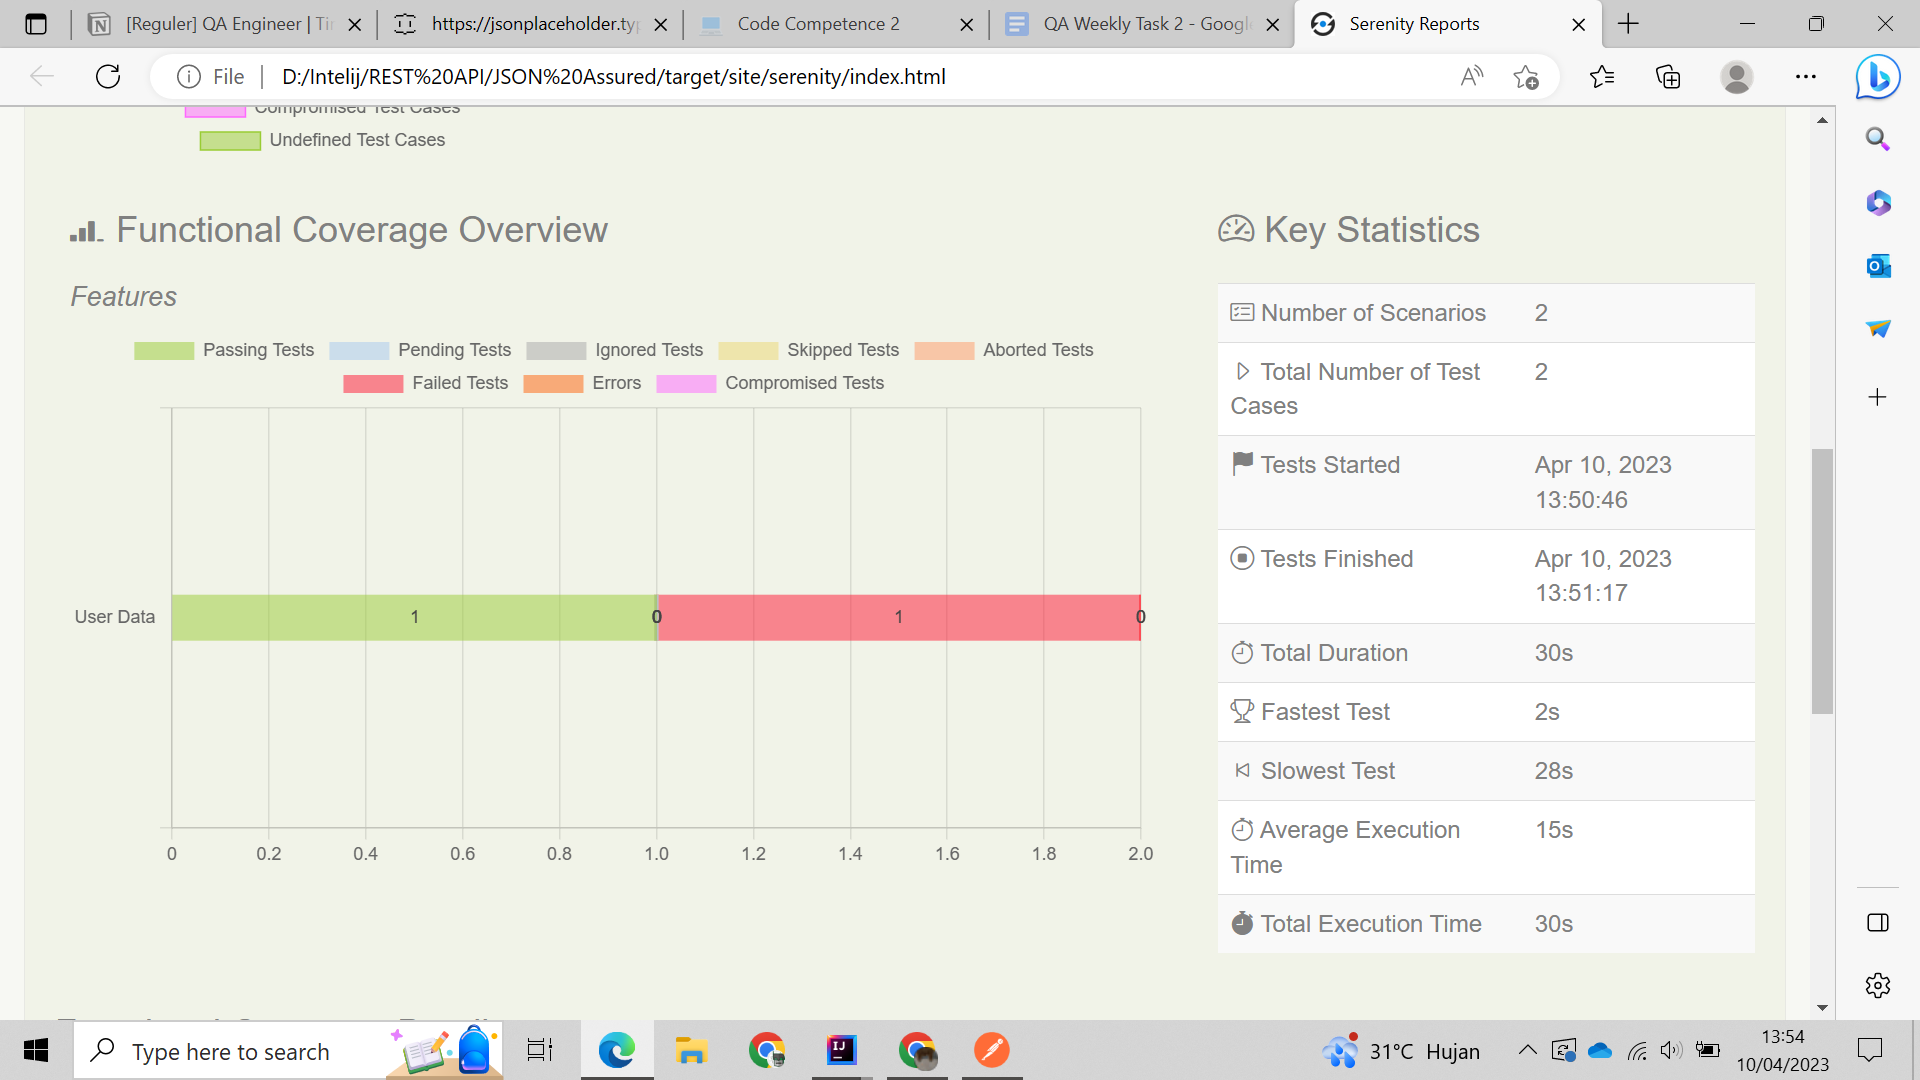 [Reguler] QA Engineer | Ti
https://jsonplaceholder.ty
Code Competence 2
QA Weekly Task 2 - Googl
Serenity Reports
File
D:/Intelij/REST%20API/JSON%20Assured/target/site/serenity/index.html
Compromised Test Cases
Undefined Test Cases
Functional Coverage Overview
Features
Passing Tests Pending Tests Ignored Tests Skipped Tests Aborted Tests
Failed Tests Errors Compromised Tests
User Data 1 0 1 0
0 0.2 0.4 0.6 0.8 1.0 1.2 1.4 1.6 1.8 2.0
Key Statistics
Number of Scenarios 2
Total Number of Test 2
Cases
Tests Started Apr 10, 2023
13:50:46
Tests Finished Apr 10, 2023
13:51:17
Total Duration 30s
Fastest Test 2s
Slowest Test 28s
Average Execution 15s
Time
Total Execution Time 30s
Type here to search
31°C Hujan
13:54
10/04/2023